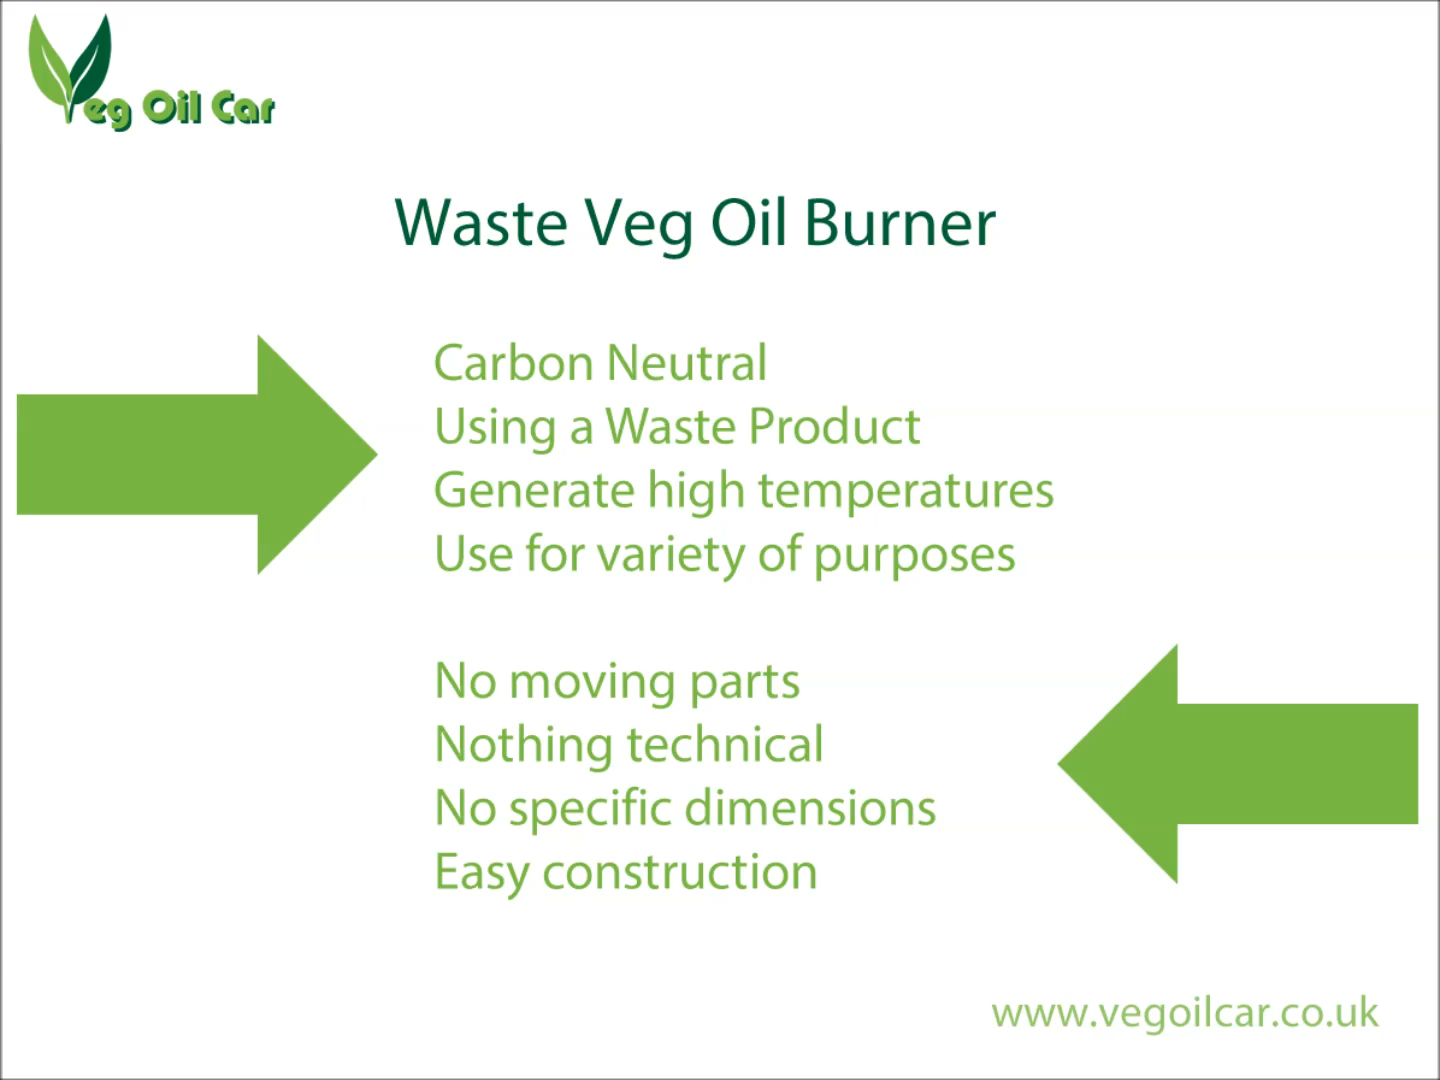 Veg Oil Car
Waste Veg Oil Burner
Carbon Neutral
Using a Waste Product
Generate high temperatures
Use for variety of purposes
No moving parts
Nothing technical
No specific dimensions
Easy construction
www.vegoilcar.co.uk